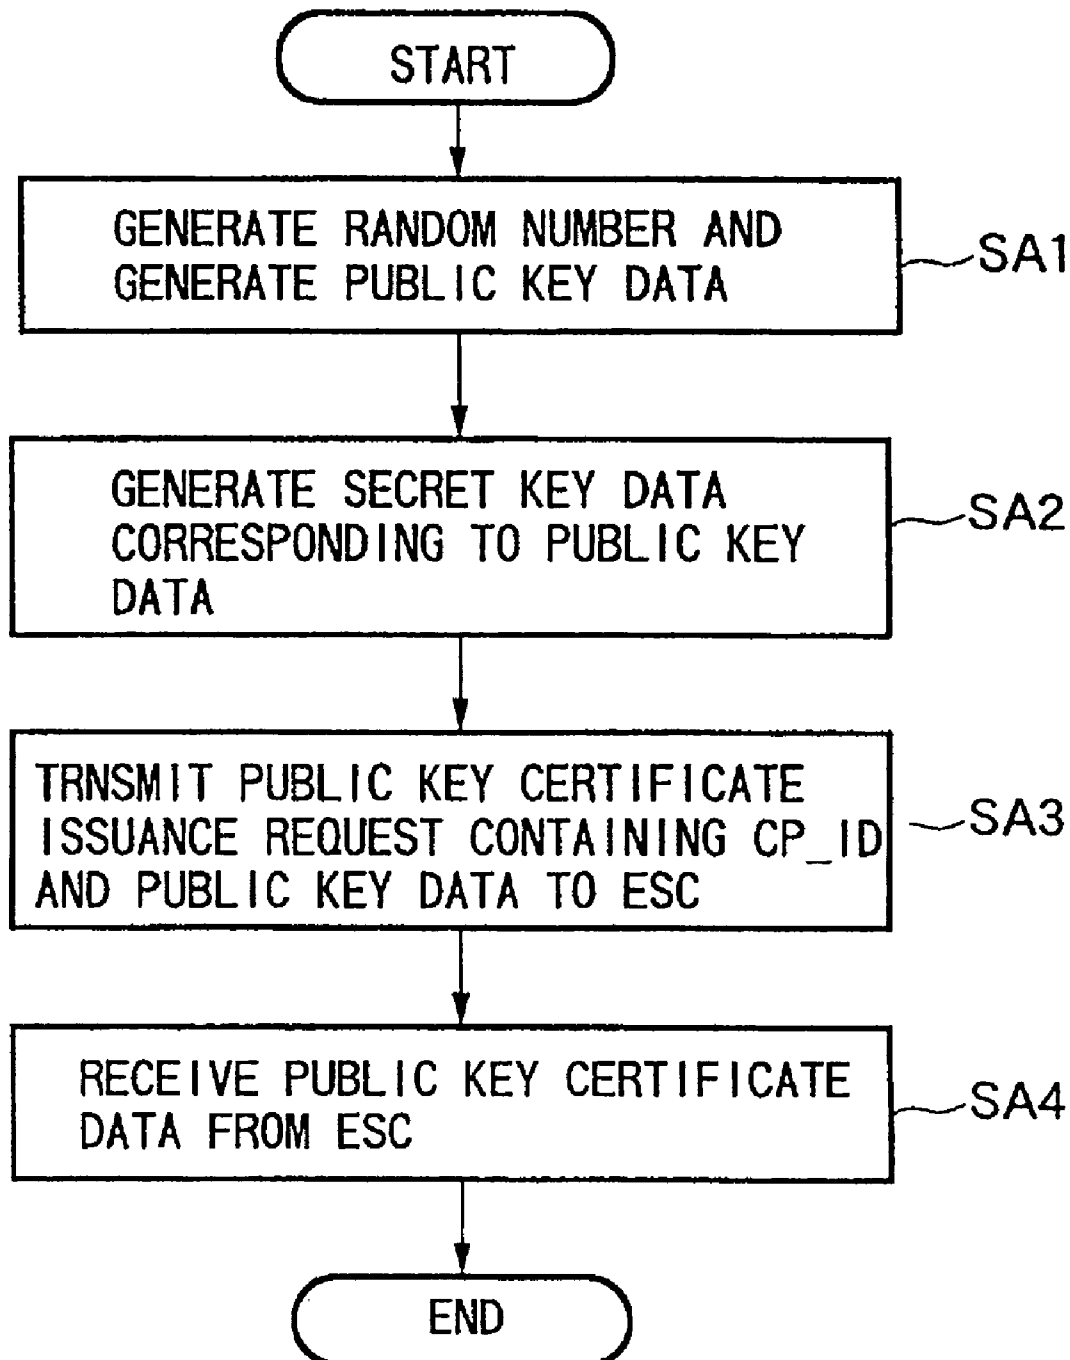 START
GENERATE RANDOM NUMBER AND
GENERATE PUBLIC KEY DATA
SA1
GENERATE SECRET KEY DATA
CORRESPONDING TO PUBLIC KEY
DATA
SA2
TRNSMIT PUBLIC KEY CERTIFICATE
ISSUANCE REQUEST CONTAINING CP_ID
AND PUBLIC KEY DATA TO ESC
SA3
RECEIVE PUBLIC KEY CERTIFICATE
DATA FROM ESC
SA4
END